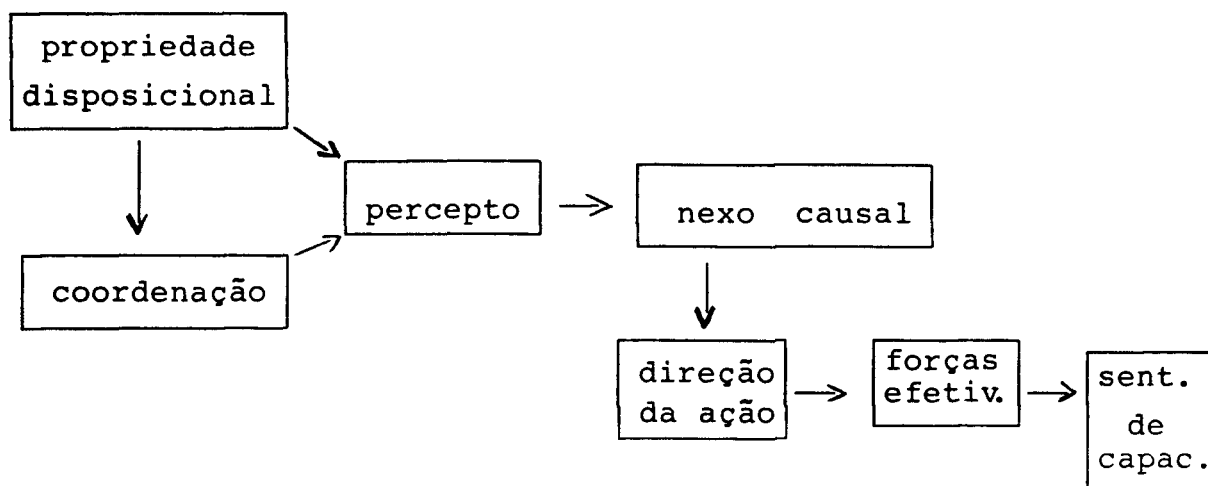 propriedade
disposicional
percepto
nexo causal
coordenação
direção
da ação
forças
efetiv.
sent.
de
capac.